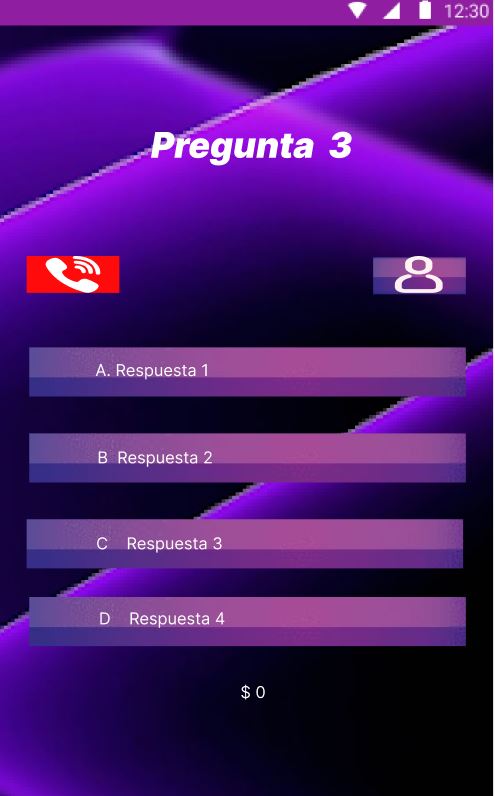 12:30
Pregunta 3
A. Respuesta 1
B Respuesta 2
C Respuesta 3
D Respuesta 4
$ 0